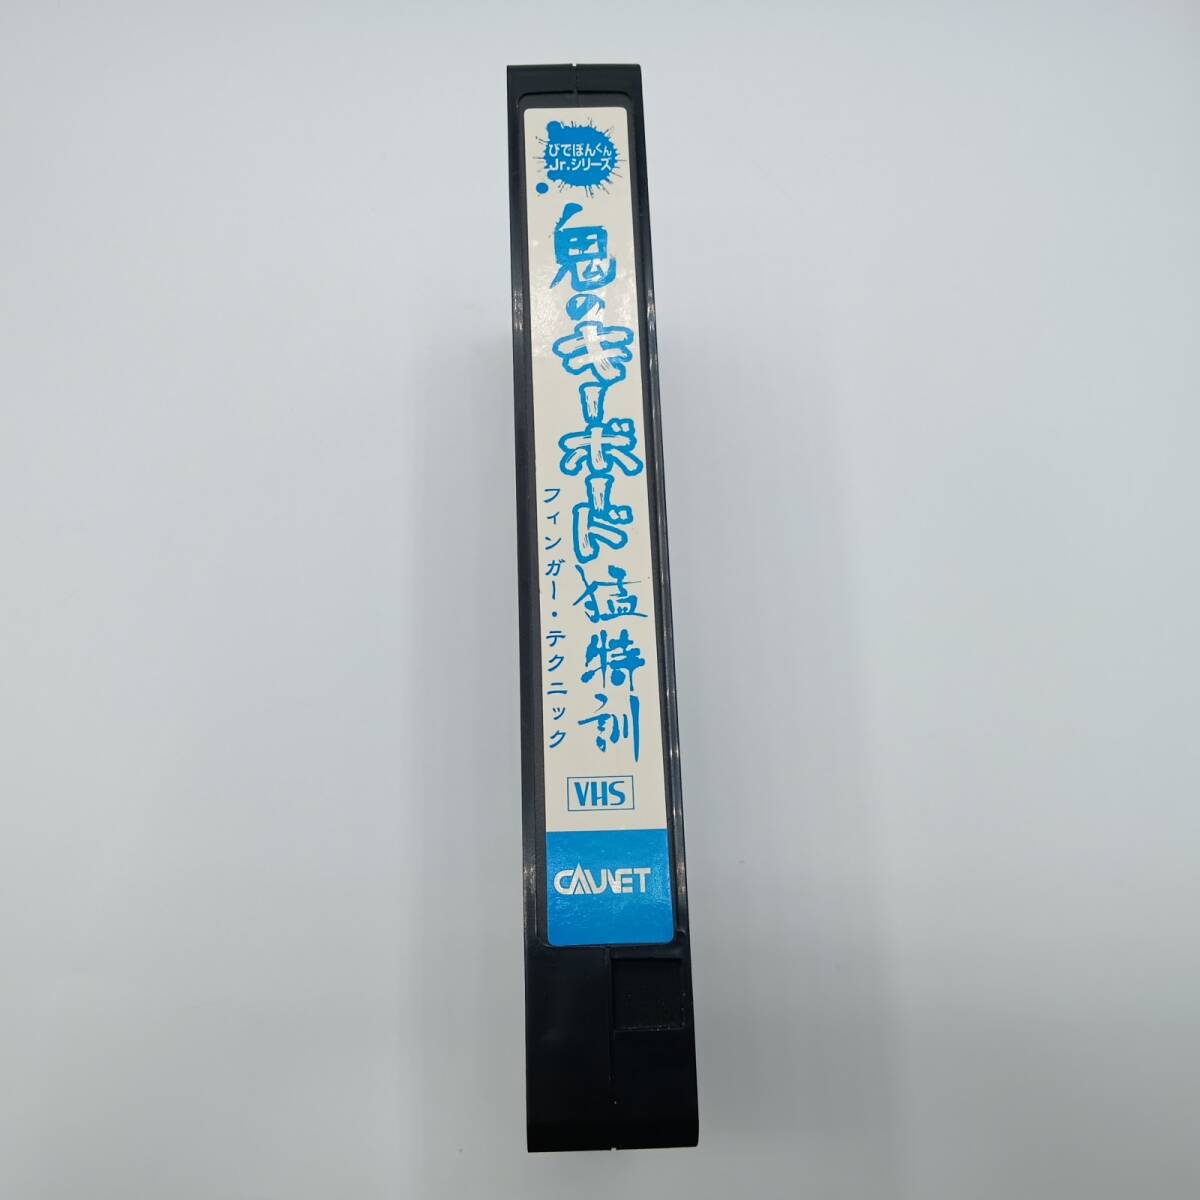 びでぼんくん
Jr.シリーズ
鬼のキーボード猛特訓
フィンガー・テクニック
VHS
CAUNET